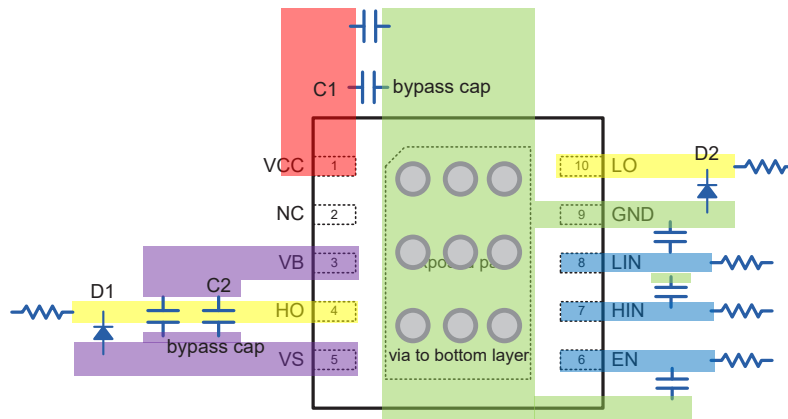 C1
bypass cap
VCC 1
10 LO
D2
NC 2
9 GND
VB 3
8 LIN
D1
C2
HO 4
7 HIN
bypass cap
via to bottom layer
VS 5
6 EN